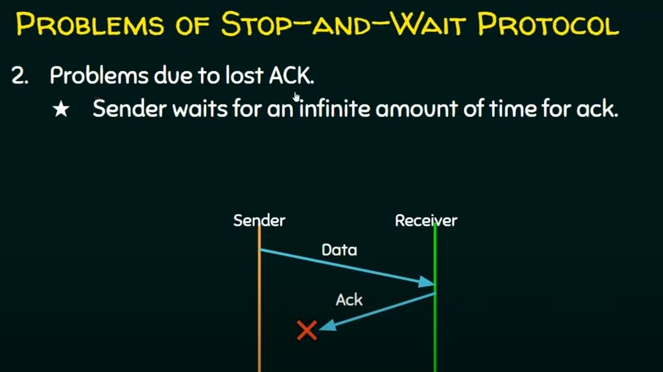 Problems of Stop-and-Wait Protocol
2. Problems due to lost ACK.
★ Sender waits for an infinite amount of time for ack.
Sender Receiver
Data
Ack